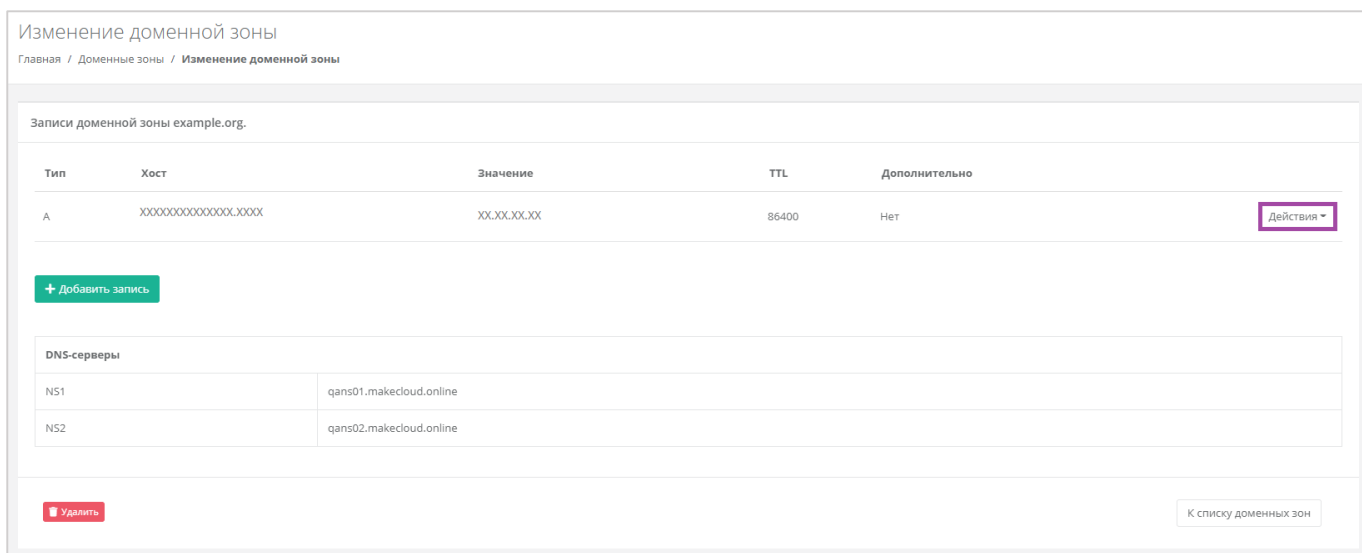 Изменение доменной зоны
Главная / Доменные зоны / Изменение доменной зоны
Записи доменной зоны example.org.
Тип Хост Значение TTL Дополнительно
A XXXXXXXXXXXXXX.XXXX XX.XX.XX.XX 86400 Нет Действия
Добавить запись
DNS-серверы
NS1 qans01.makecloud.online
NS2 qans02.makecloud.online
Удалить К списку доменных зон